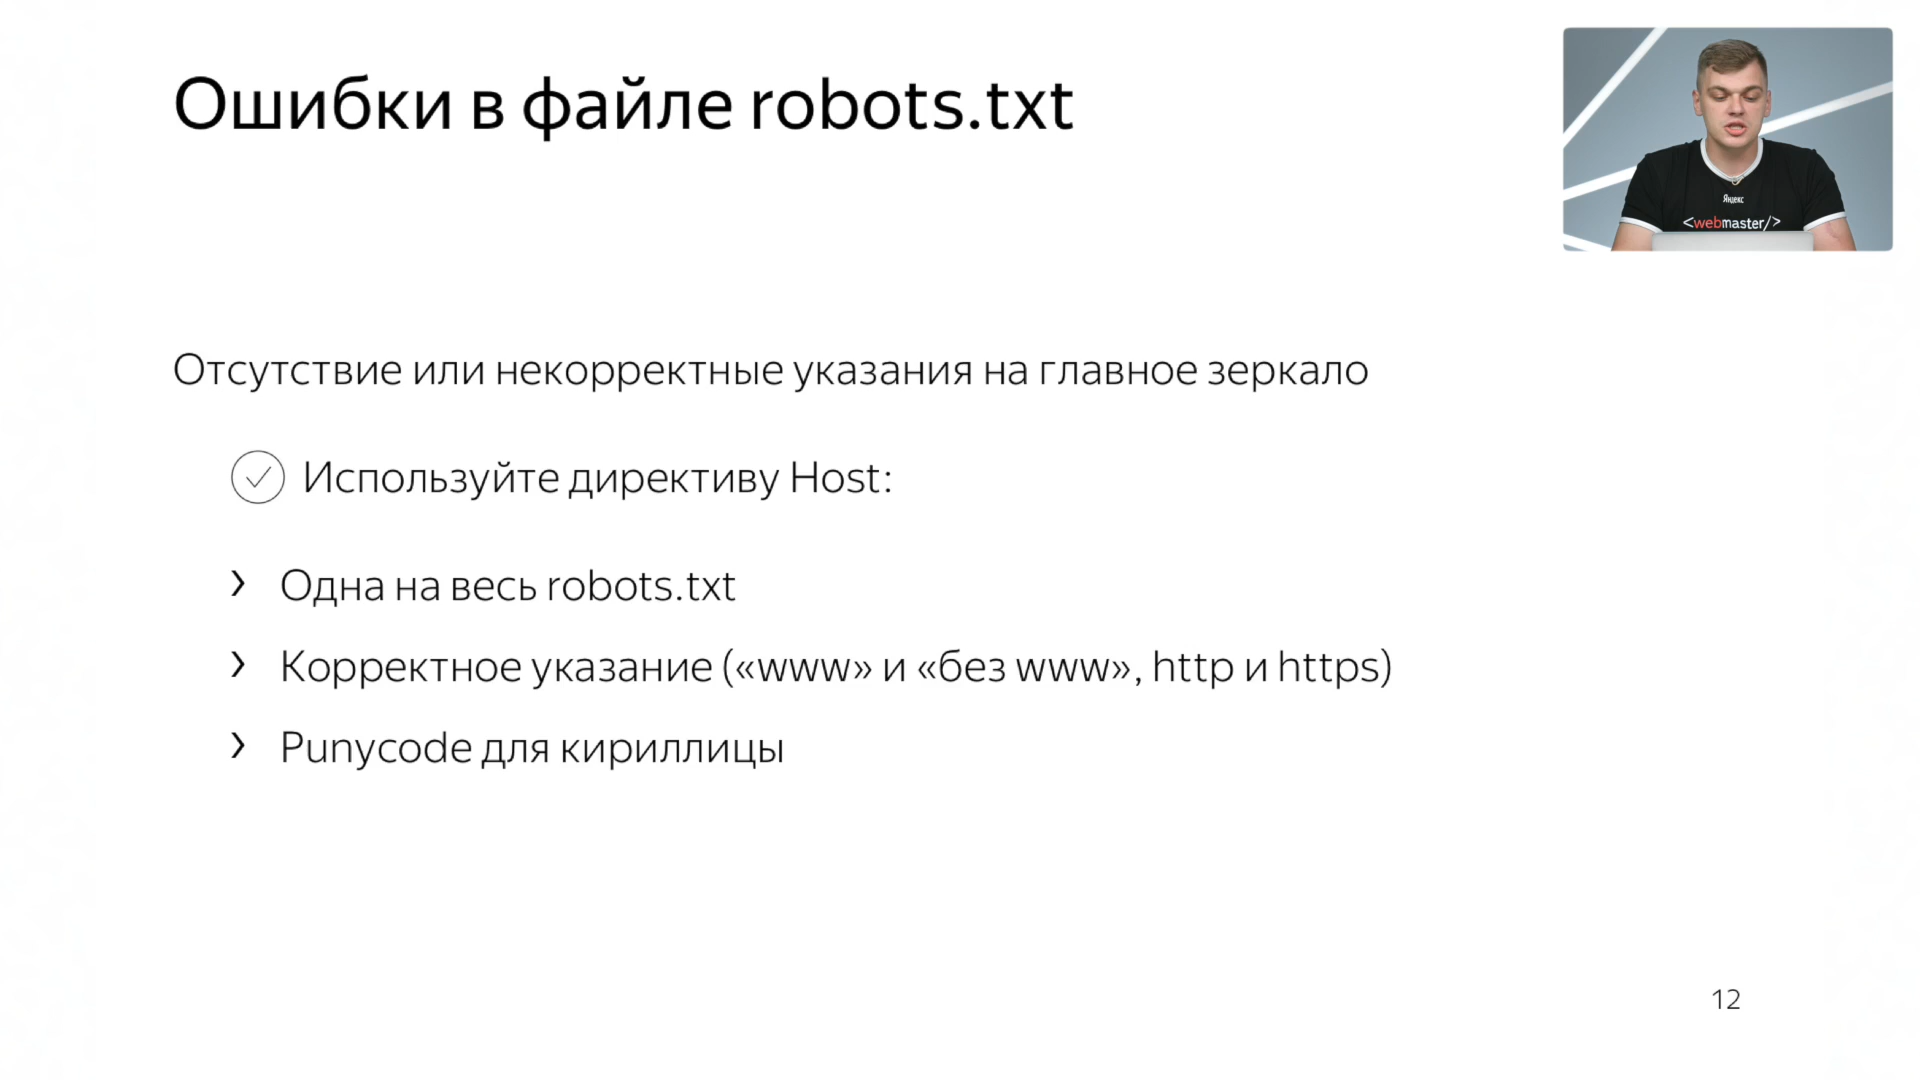 Ошибки в файле robots.txt
Яндекс
<webmaster/>
Отсутствие или некорректные указания на главное зеркало
Используйте директиву Host:
› Одна на весь robots.txt
› Корректное указание («www» и «без www», http и https)
› Punycode для кириллицы
12